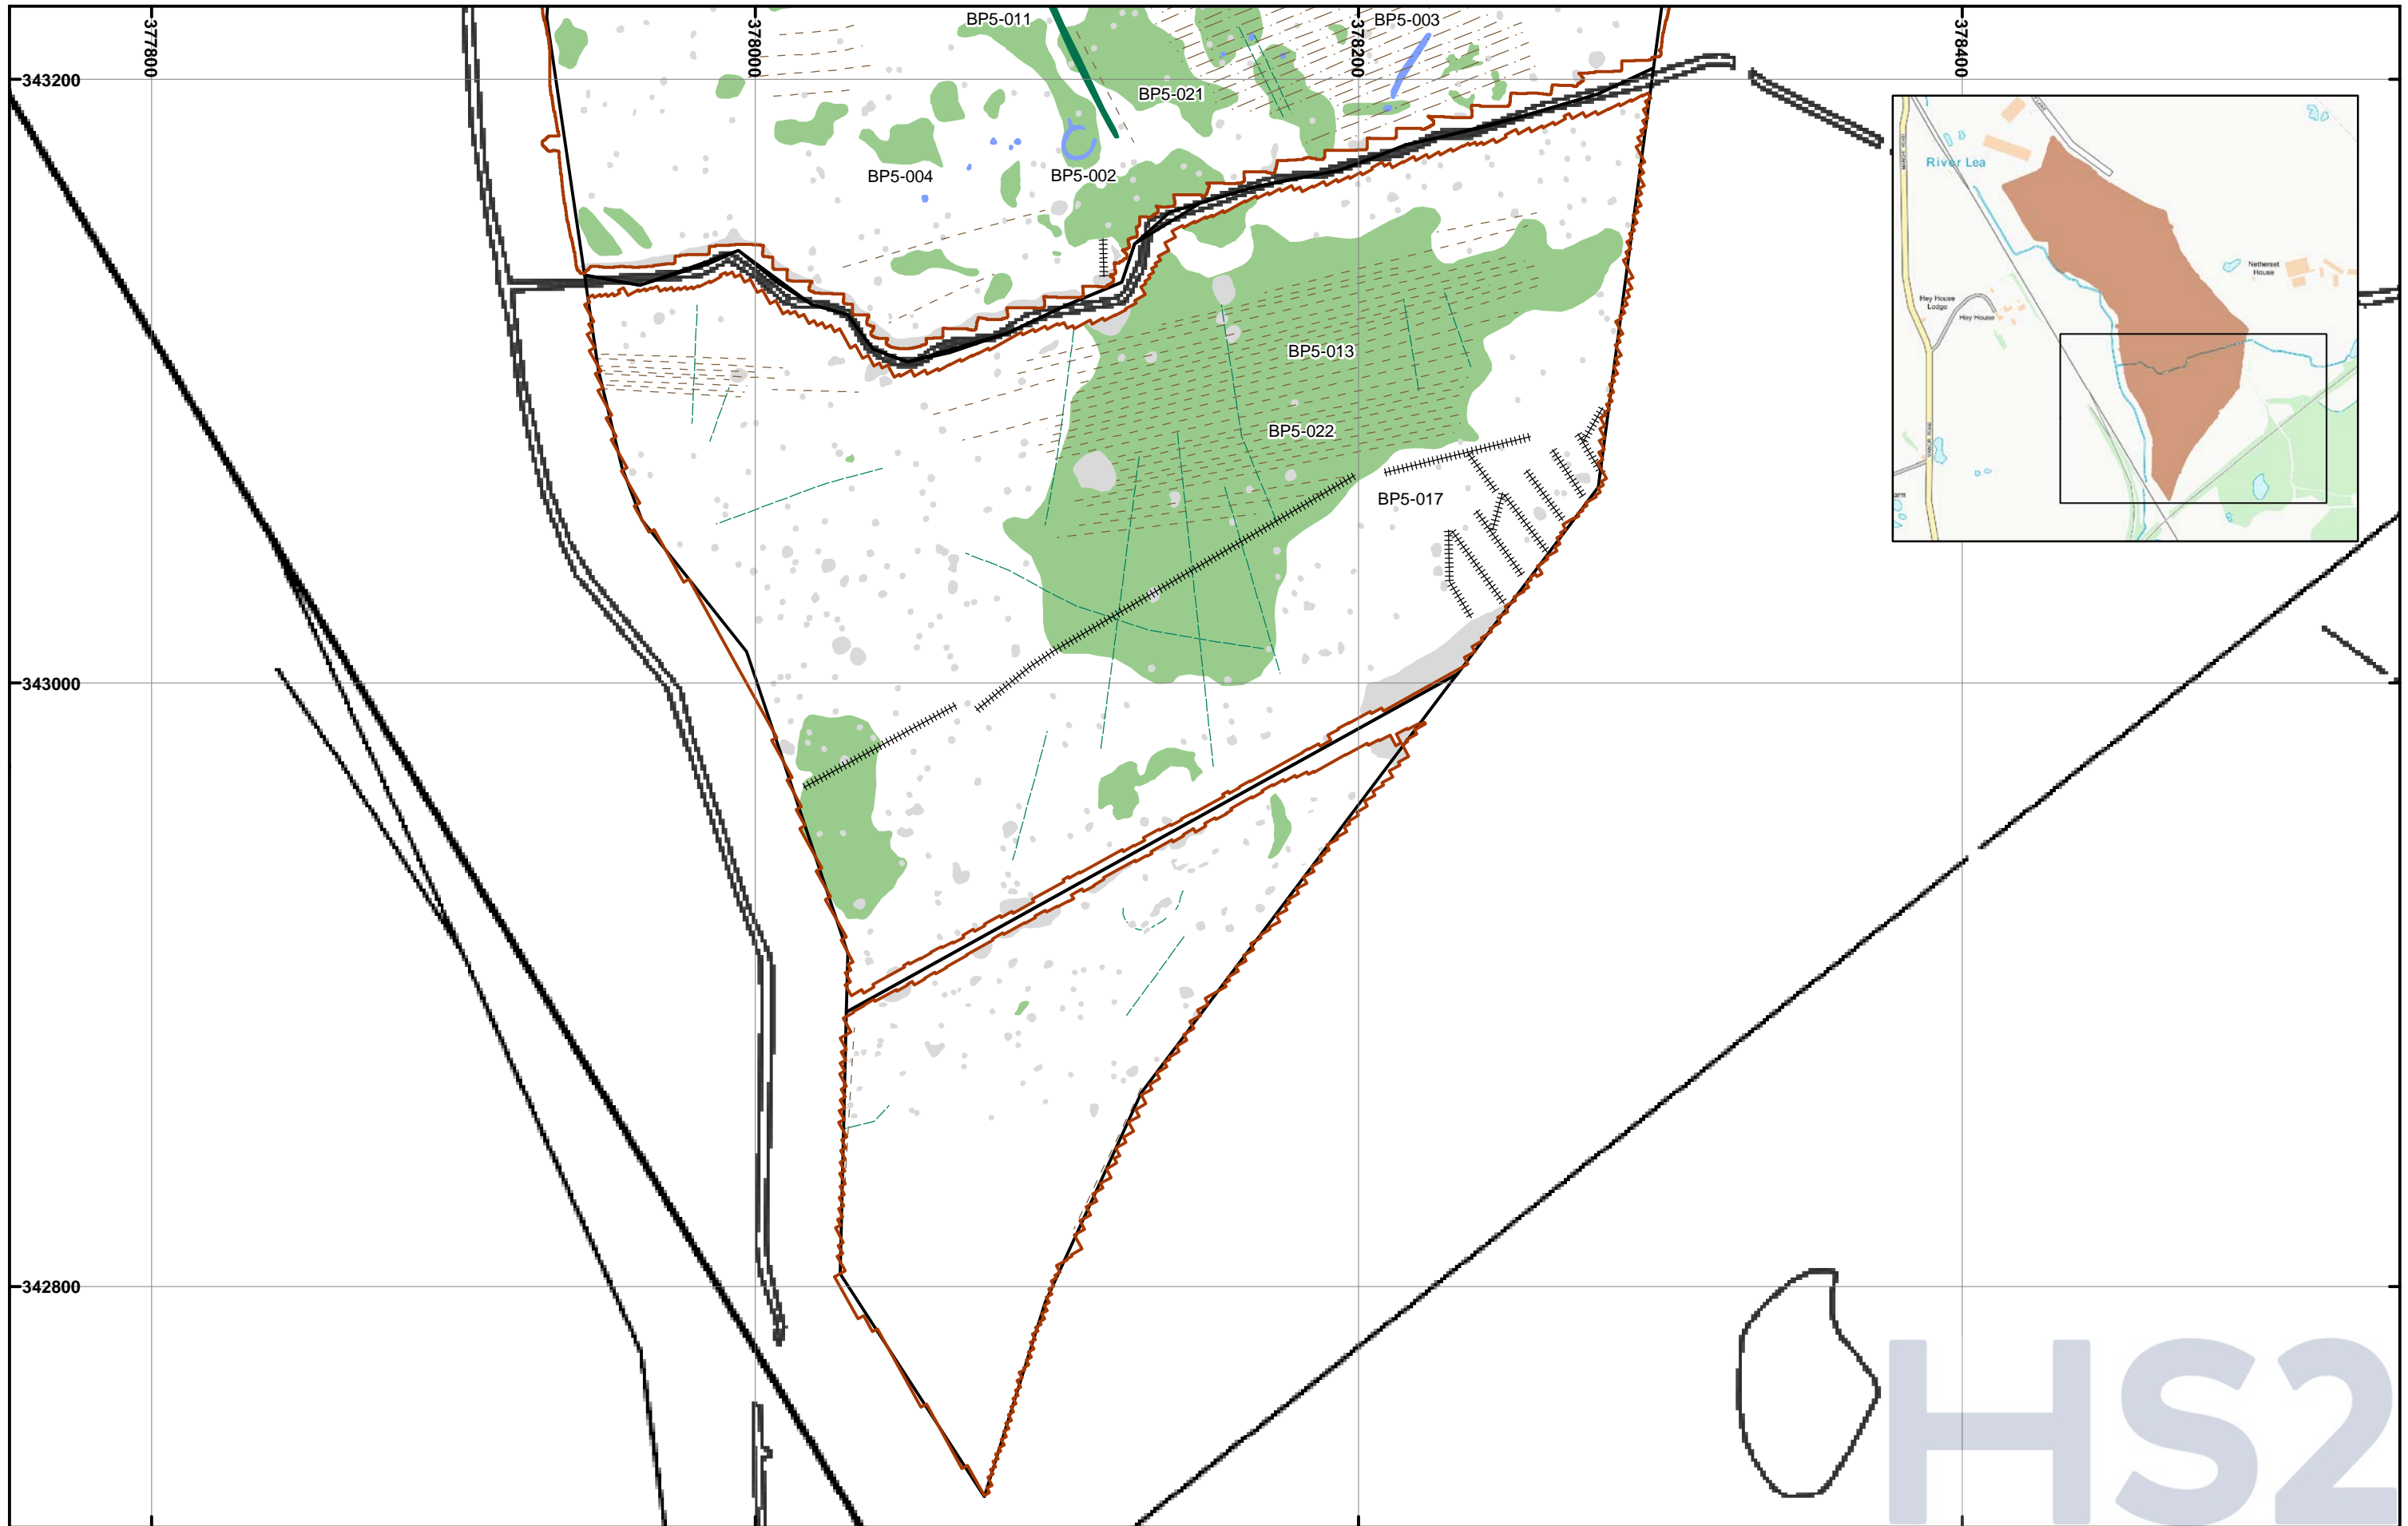 377800
378000
378200
378400
343200
343000
342800
BP5-011
BP5-003
BP5-021
BP5-004
BP5-002
BP5-013
BP5-022
BP5-017
River Lea
Netherset
House
Hey House
Lodge
Hey House
HS2